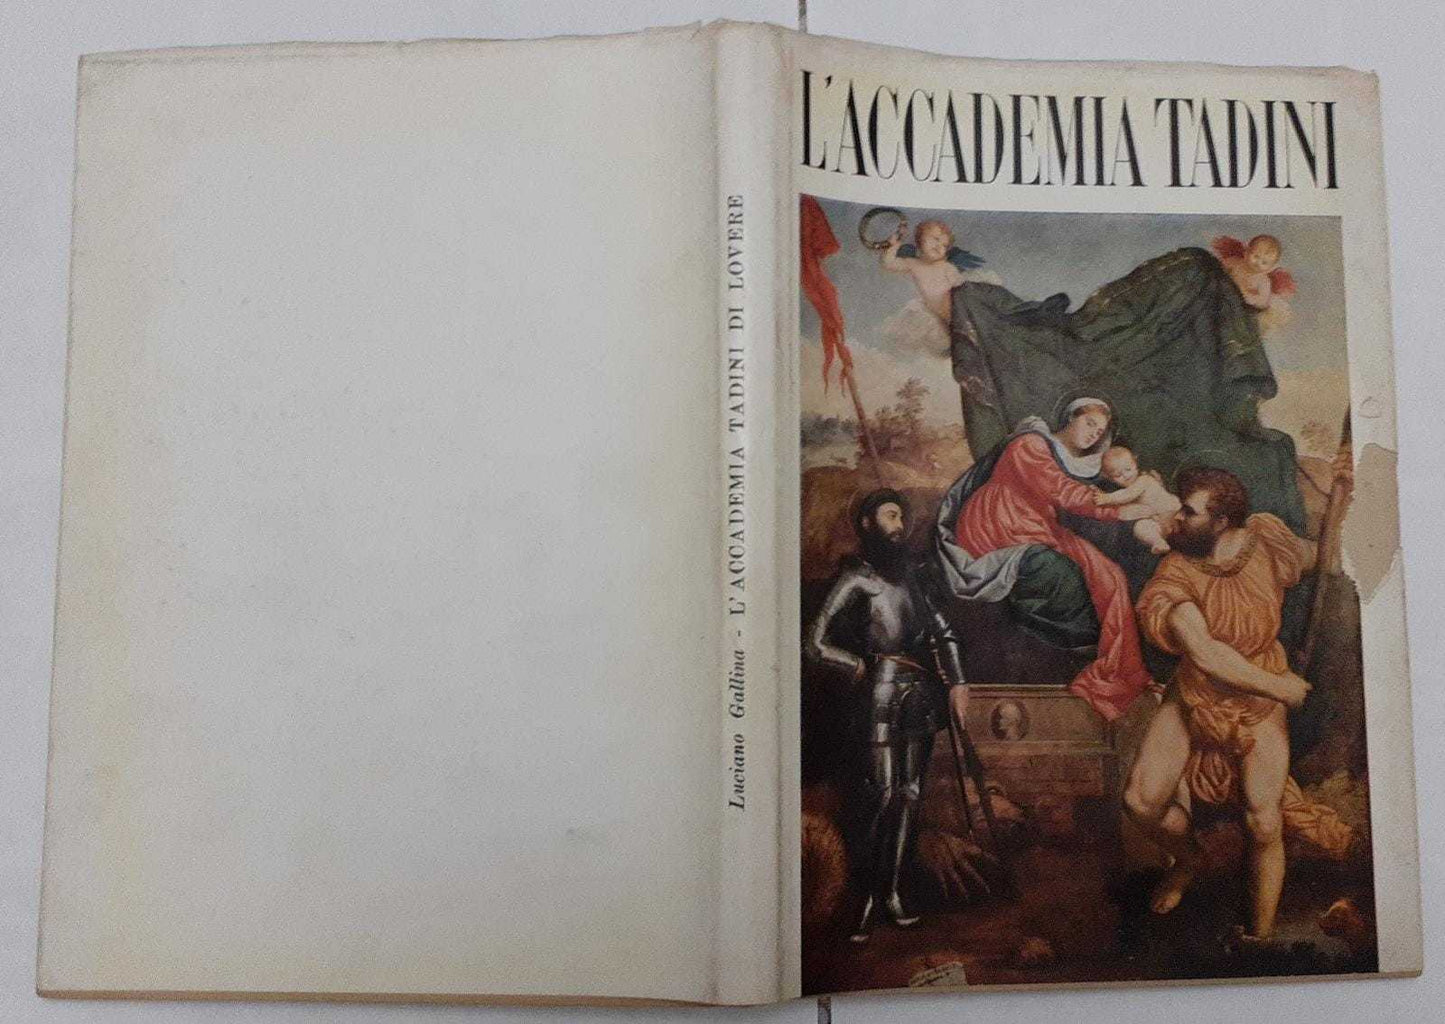 L'ACCADEMIA TADINI
Luciano Gallina - L'ACCADEMIA TADINI DI LOVERE